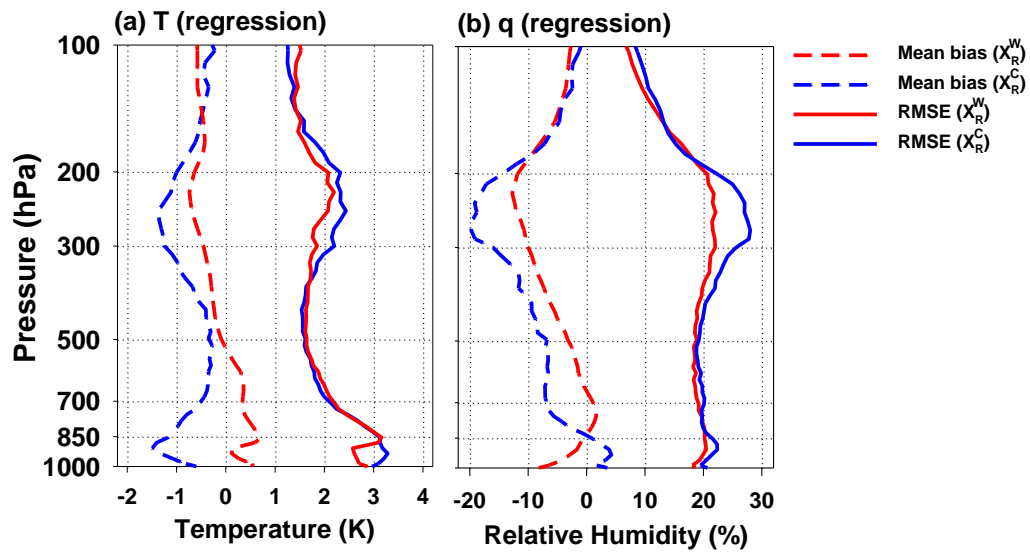 (a) T (regression)
(b) q (regression)
Mean bias (X_R^W)
Mean bias (X_R^C)
RMSE (X_R^W)
RMSE (X_R^C)
Pressure (hPa)
100
200
300
500
700
850
1000
-2 -1 0 1 2 3 4
Temperature (K)
-20 -10 0 10 20 30
Relative Humidity (%)